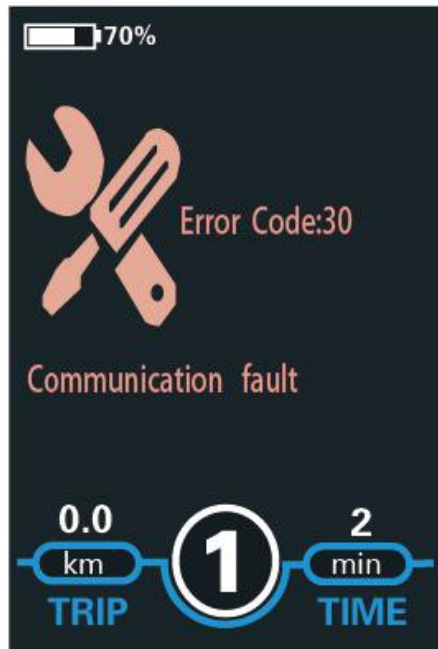 70%
Error Code:30
Communication fault
0.0
km
TRIP
1
2
min
TIME